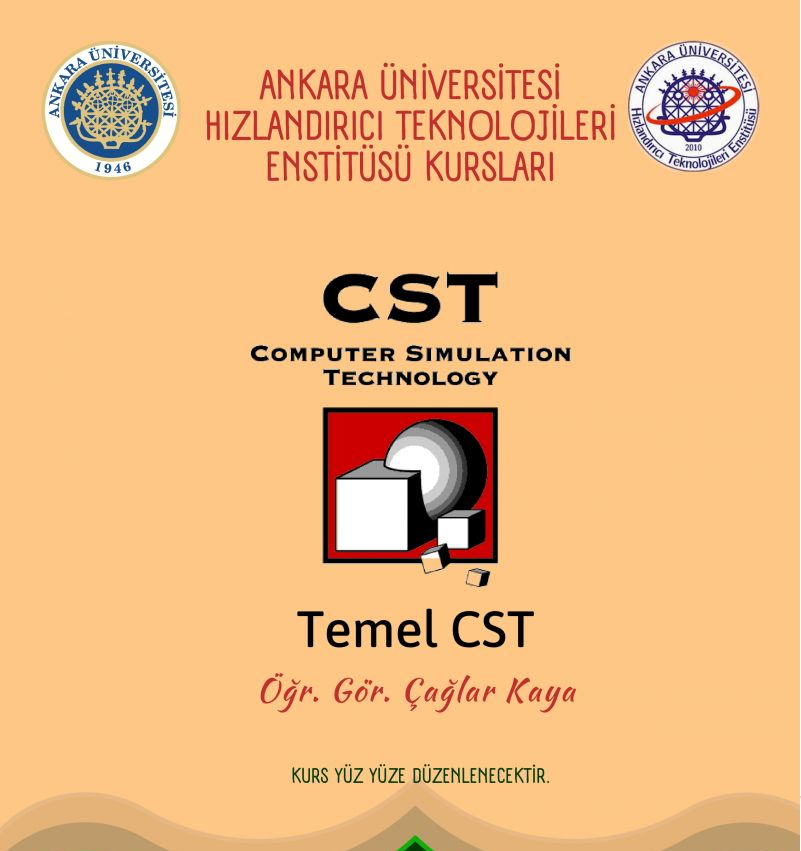 ANKARA ÜNİVERSİTESİ
1946
ANKARA ÜNİVERSİTESİ
HIZLANDIRICI TEKNOLOJİLERİ
ENSTİTÜSÜ KURSLARI
ANKARA ÜNİVERSİTESİ
2010
Hızlandırıcı Teknolojileri Enstitüsü
CST
COMPUTER SIMULATION
TECHNOLOGY
Temel CST
Öğr. Gör. Çağlar Kaya
KURS YÜZ YÜZE DÜZENLENECEKTİR.